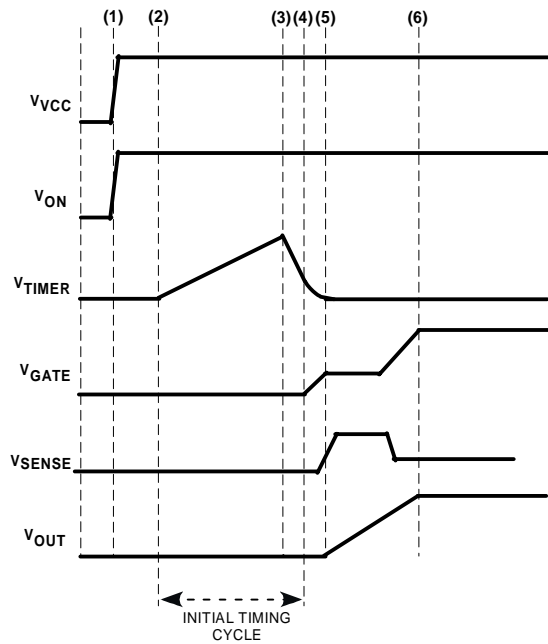 (1) (2) (3) (4) (5) (6)
VVCC
VON
VTIMER
VGATE
VSENSE
VOUT
INITIAL TIMING
CYCLE